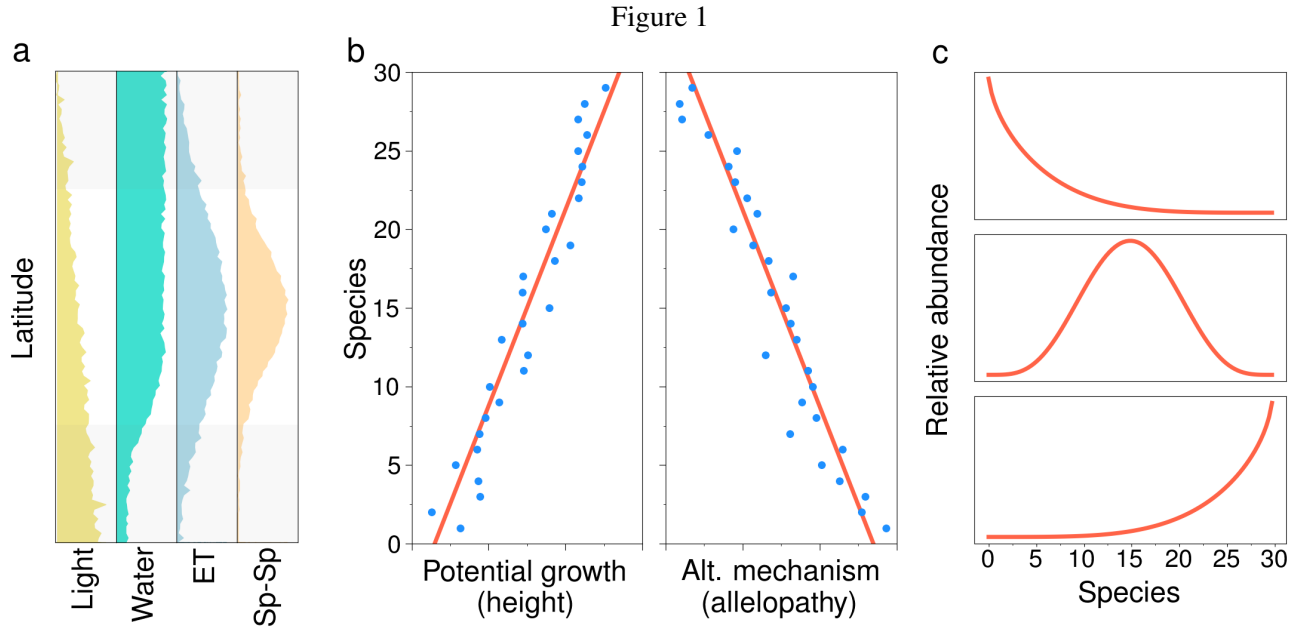 Figure 1
a
Latitude
Light
Water
ET
Sp-Sp
b
Species
30
25
20
15
10
5
0
Potential growth
(height)
Alt. mechanism
(allelopathy)
c
Relative abundance
0 5 10 15 20 25 30
Species